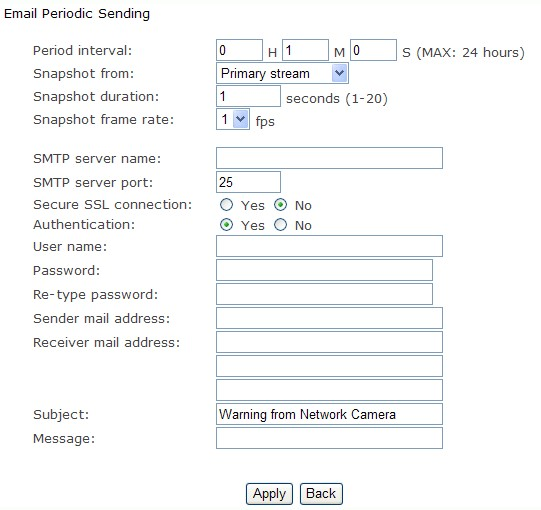 Email Periodic Sending
Period interval: 0 H 1 M 0 S (MAX: 24 hours)
Snapshot from: Primary stream
Snapshot duration: 1 seconds (1-20)
Snapshot frame rate: 1 fps
SMTP server name:
SMTP server port: 25
Secure SSL connection: Yes No
Authentication: Yes No
User name:
Password:
Re-type password:
Sender mail address:
Receiver mail address:
Subject: Warning from Network Camera
Message:
Apply Back